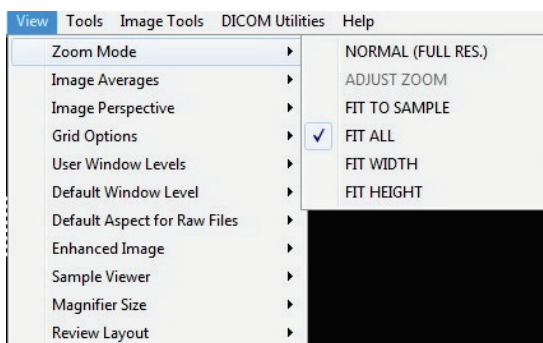 View Tools Image Tools DICOM Utilities Help
Zoom Mode
Image Averages
Image Perspective
Grid Options
User Window Levels
Default Window Level
Default Aspect for Raw Files
Enhanced Image
Sample Viewer
Magnifier Size
Review Layout
NORMAL (FULL RES.)
ADJUST ZOOM
FIT TO SAMPLE
FIT ALL
FIT WIDTH
FIT HEIGHT